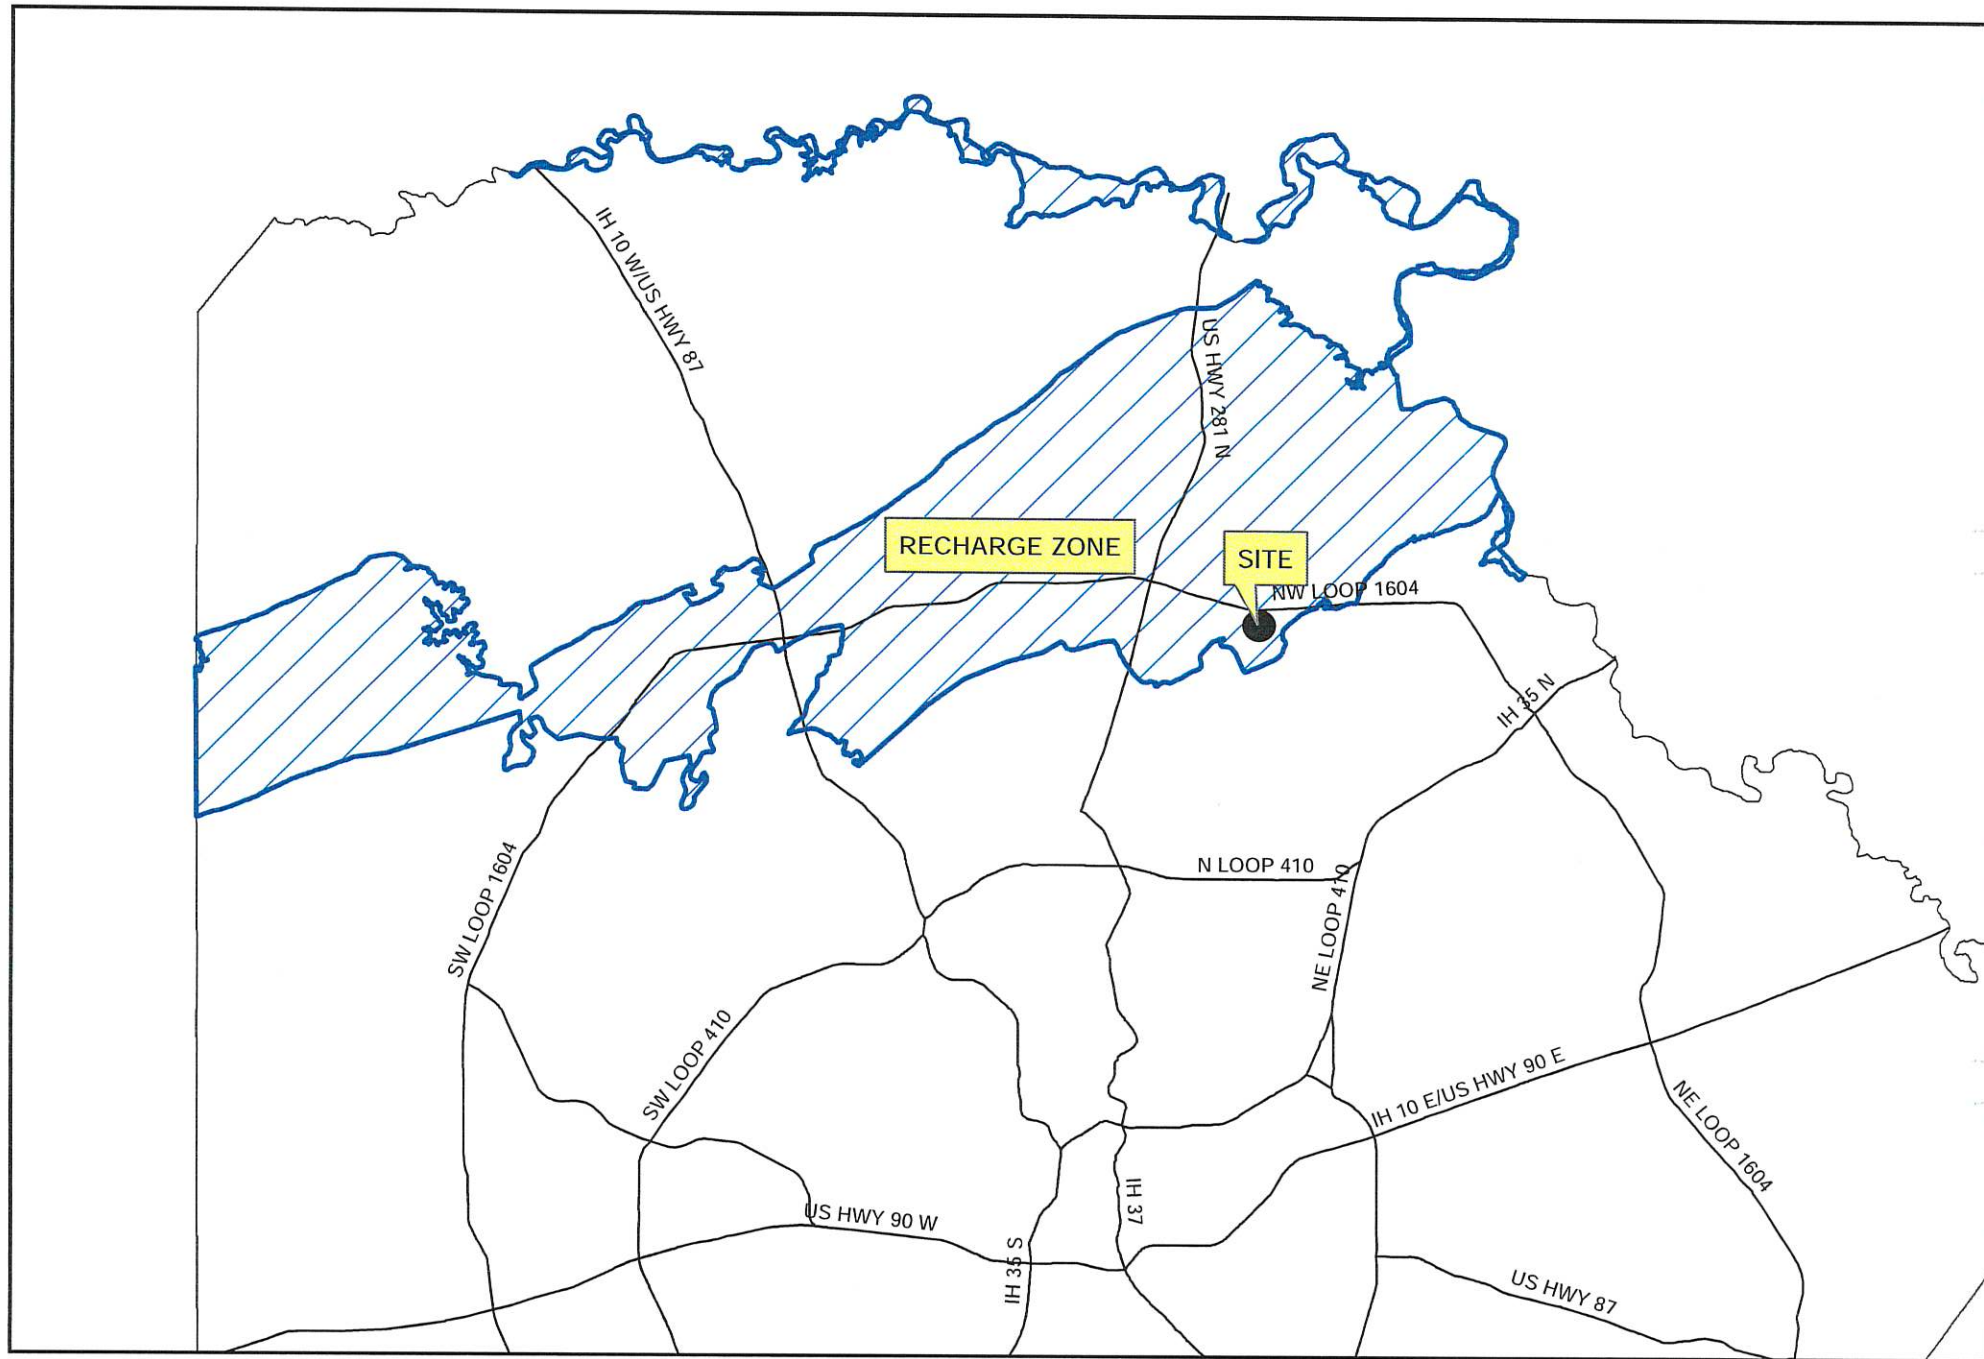 IH 10 W/US HWY 87
US HWY 281 N
RECHARGE ZONE
SITE
NW LOOP 1604
IH 35 N
SW LOOP 1604
N LOOP 410
NE LOOP 410
SW LOOP 410
IH 10 E/US HWY 90 E
NE LOOP 1604
US HWY 90 W
IH 37
IH 35 S
US HWY 87